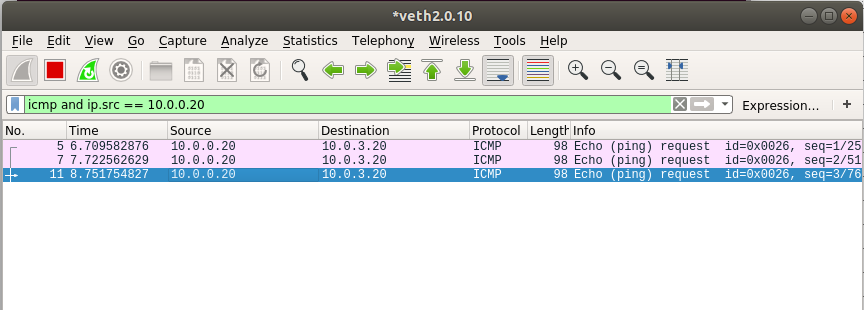 *veth2.0.10
File Edit View Go Capture Analyze Statistics Telephony Wireless Tools Help
icmp and ip.src == 10.0.0.20 Expression… +
No. Time Source Destination Protocol Length Info
5 6.709582876 10.0.0.20 10.0.3.20 ICMP 98 Echo (ping) request id=0x0026, seq=1/25
7 7.722562629 10.0.0.20 10.0.3.20 ICMP 98 Echo (ping) request id=0x0026, seq=2/51
11 8.751754827 10.0.0.20 10.0.3.20 ICMP 98 Echo (ping) request id=0x0026, seq=3/76